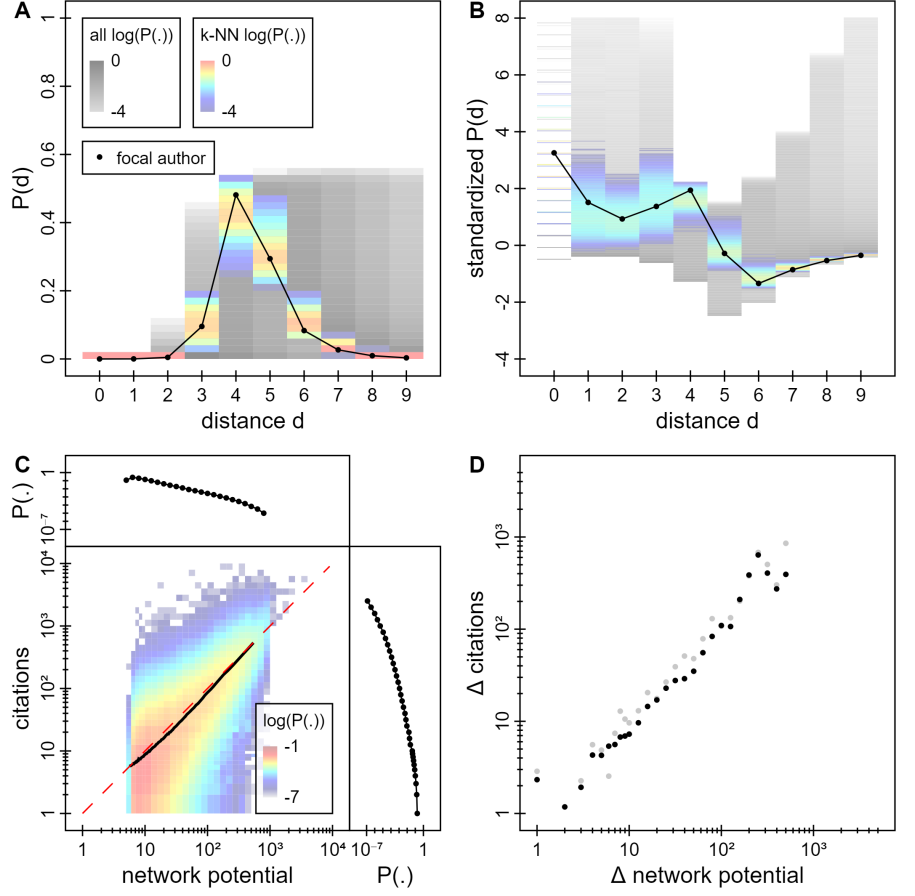 A
1
0.8
0.6
0.4
0.2
0
P(d)
all log(P(.))
0
-4
k-NN log(P(.))
0
-4
focal author
0 1 2 3 4 5 6 7 8 9
distance d
B
8
6
4
2
0
-2
-4
standardized P(d)
0 1 2 3 4 5 6 7 8 9
distance d
C
P(.)
1
10⁻⁷
citations
10⁴
10³
10²
10
1
log(P(.))
-1
-7
1 10 10² 10³ 10⁴
network potential
10⁻⁷ 1
P(.)
D
Δ citations
10³
10²
10
1
1 10 10² 10³
Δ network potential